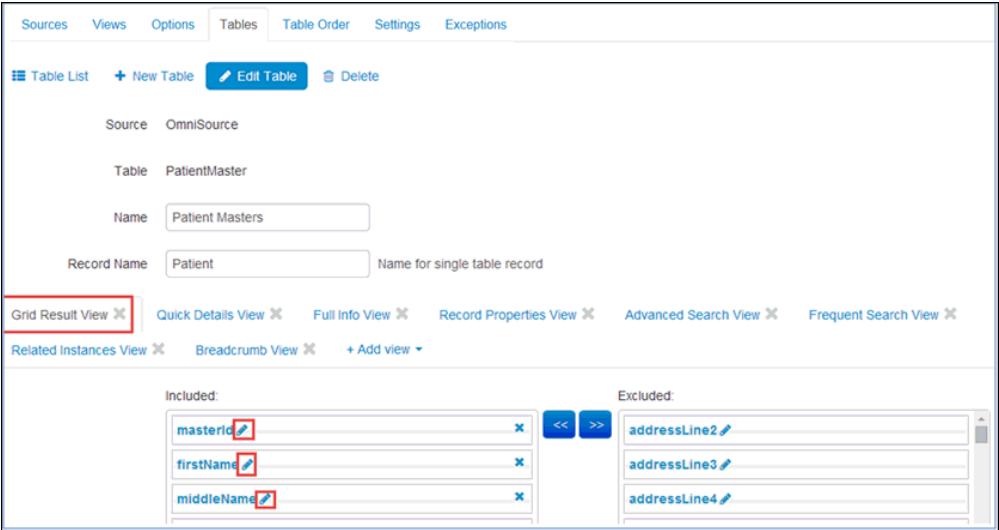 Sources Views Options Tables Table Order Settings Exceptions
Table List + New Table Edit Table Delete
Source OmniSource
Table PatientMaster
Name Patient Masters
Record Name Patient Name for single table record
Grid Result View Quick Details View Full Info View Record Properties View Advanced Search View Frequent Search View
Related Instances View Breadcrumb View + Add view
Included: Excluded:
masterId << >> addressLine2
firstName addressLine3
middleName addressLine4